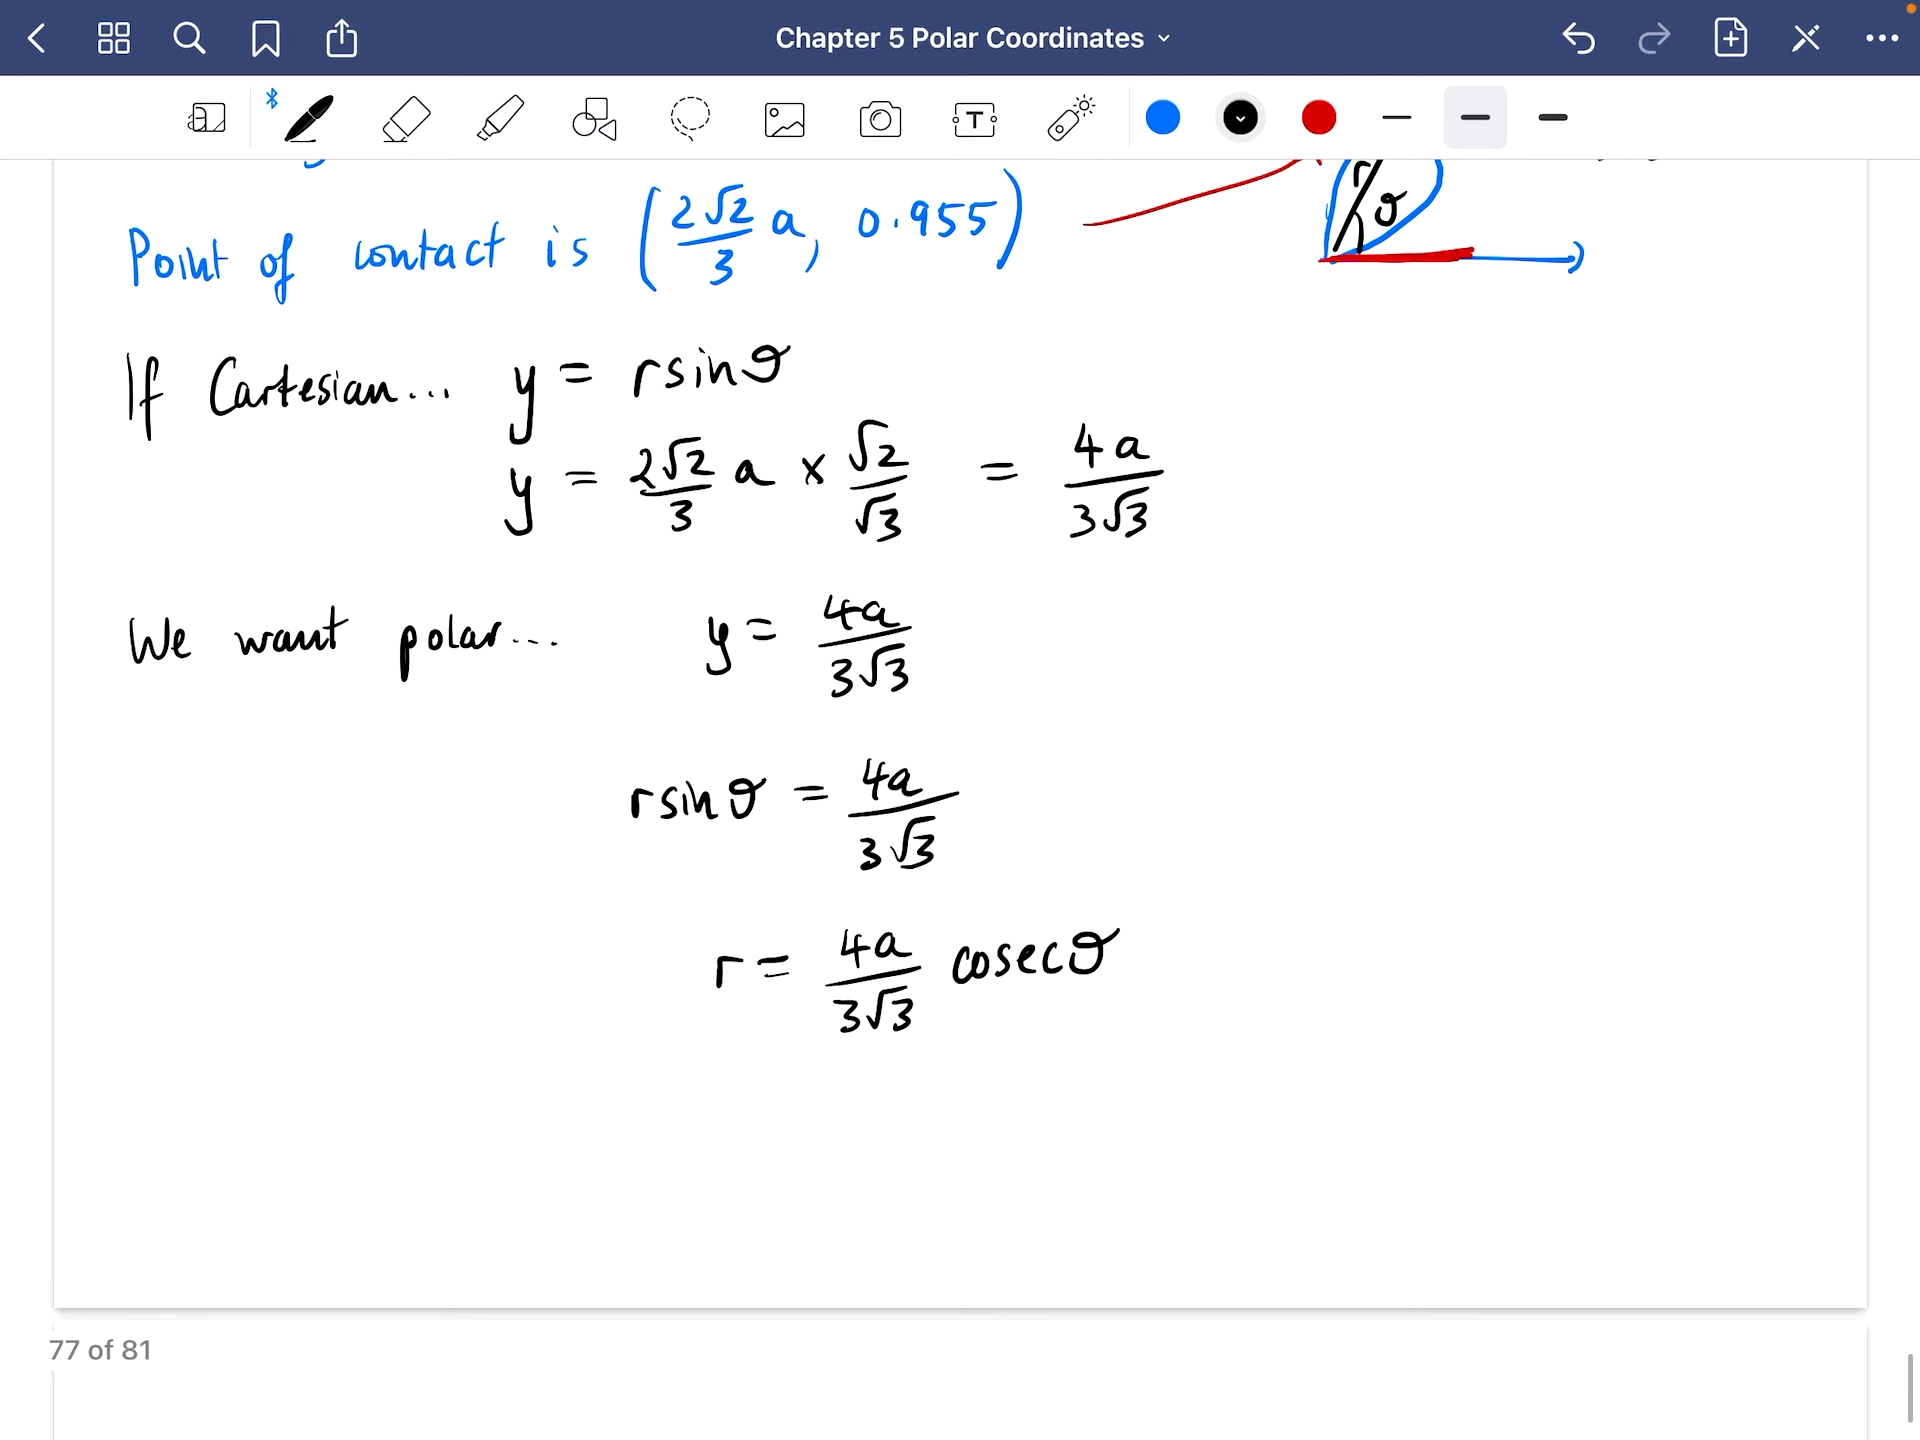 Chapter 5 Polar Coordinates
Point of contact is (2√2/3 a, 0.955)
r θ
If Cartesian... y = rsinθ
y = 2√2/3 a × √2/√3 = 4a/3√3
We want polar... y = 4a/3√3
rsinθ = 4a/3√3
r = 4a/3√3 cosecθ
77 of 81